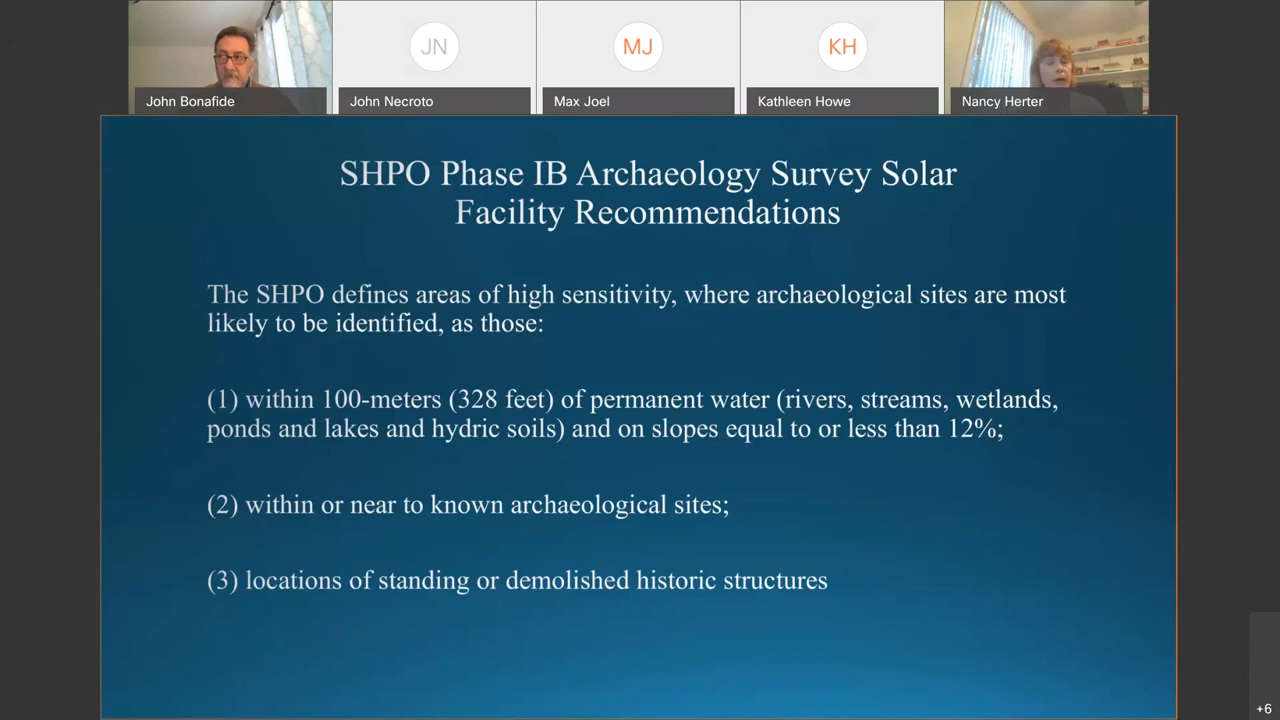 JN
MJ
KH
John Bonafide
John Necroto
Max Joel
Kathleen Howe
Nancy Herter
SHPO Phase IB Archaeology Survey Solar
Facility Recommendations
The SHPO defines areas of high sensitivity, where archaeological sites are most
likely to be identified, as those:
(1) within 100-meters (328 feet) of permanent water (rivers, streams, wetlands,
ponds and lakes and hydric soils) and on slopes equal to or less than 12%;
(2) within or near to known archaeological sites;
(3) locations of standing or demolished historic structures
+6